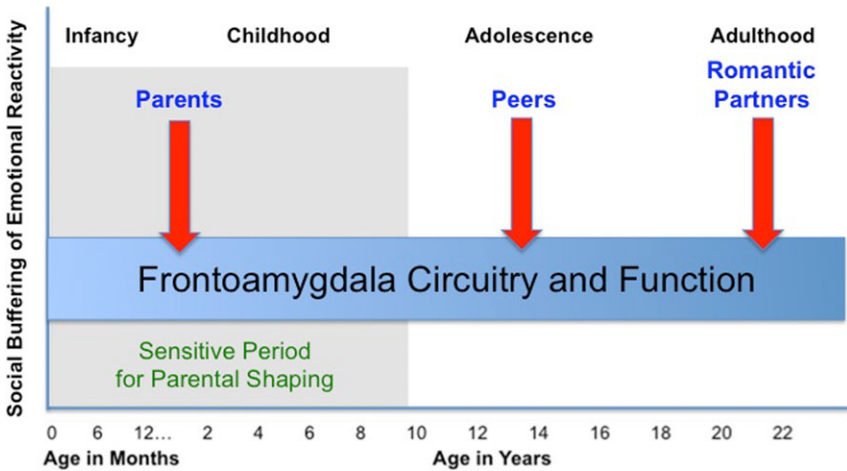 Social Buffering of Emotional Reactivity
Infancy Childhood Adolescence Adulthood
Parents Peers Romantic
Partners
Frontoamygdala Circuitry and Function
Sensitive Period
for Parental Shaping
0 6 12... 2 4 6 8 10 12 14 16 18 20 22
Age in Months Age in Years